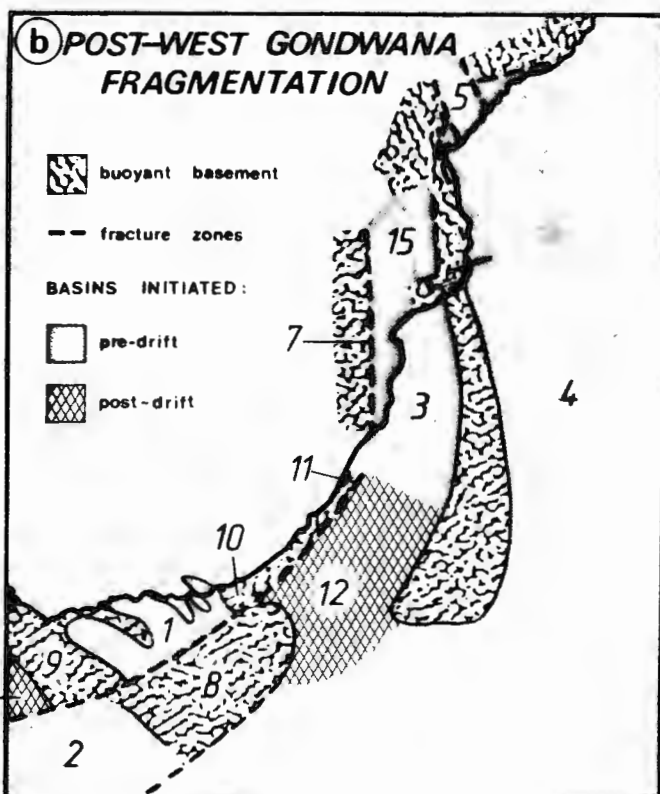 b POST-WEST GONDWANA
FRAGMENTATION
buoyant basement
fracture zones
BASINS INITIATED:
pre-drift
post-drift
5
15
7
3
4
11
10
12
1
9
8
2